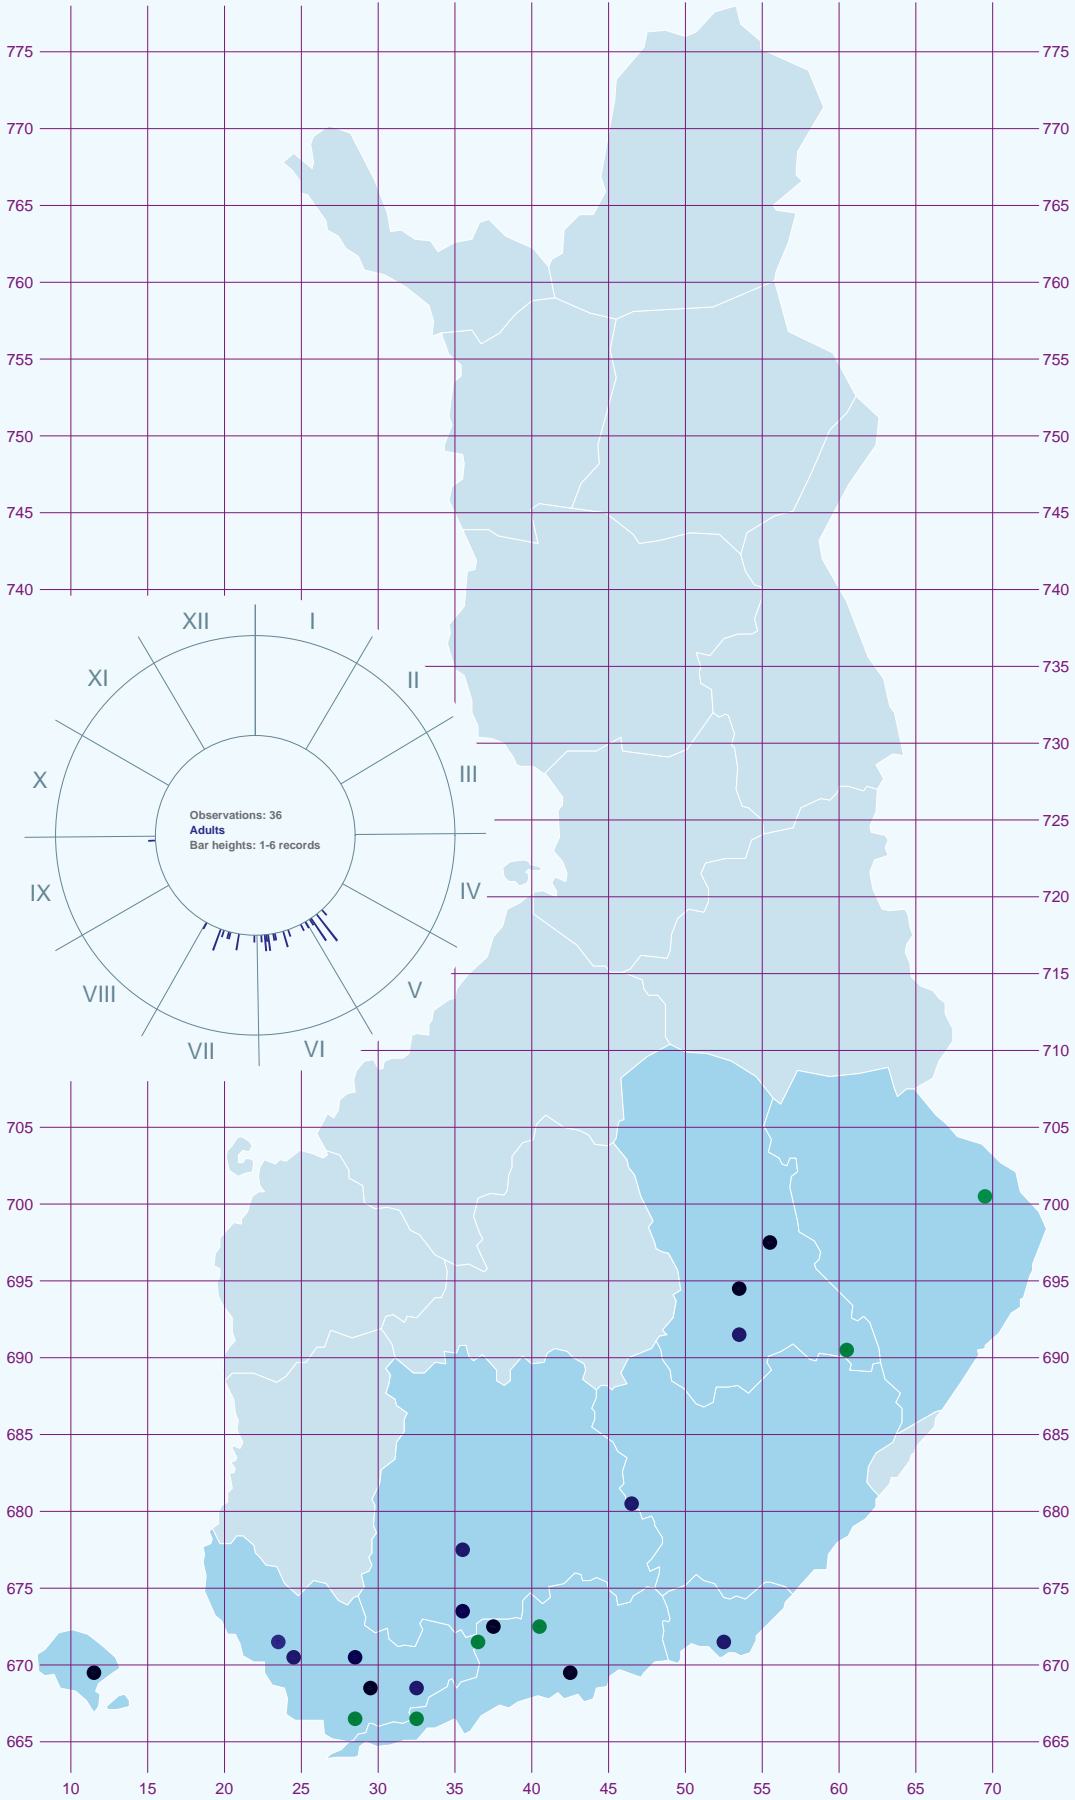 775 775
770 770
765 765
760 760
755 755
750 750
745 745
740 740
XII I
XI II
735 735
730 730
X III
Observations: 36
Adults
Bar heights: 1-6 records
725 725
IX IV
720 720
715 715
VIII V
VII VI
710 710
705 705
700 700
695 695
690 690
685 685
680 680
675 675
670 670
665 665
10 15 20 25 30 35 40 45 50 55 60 65 70